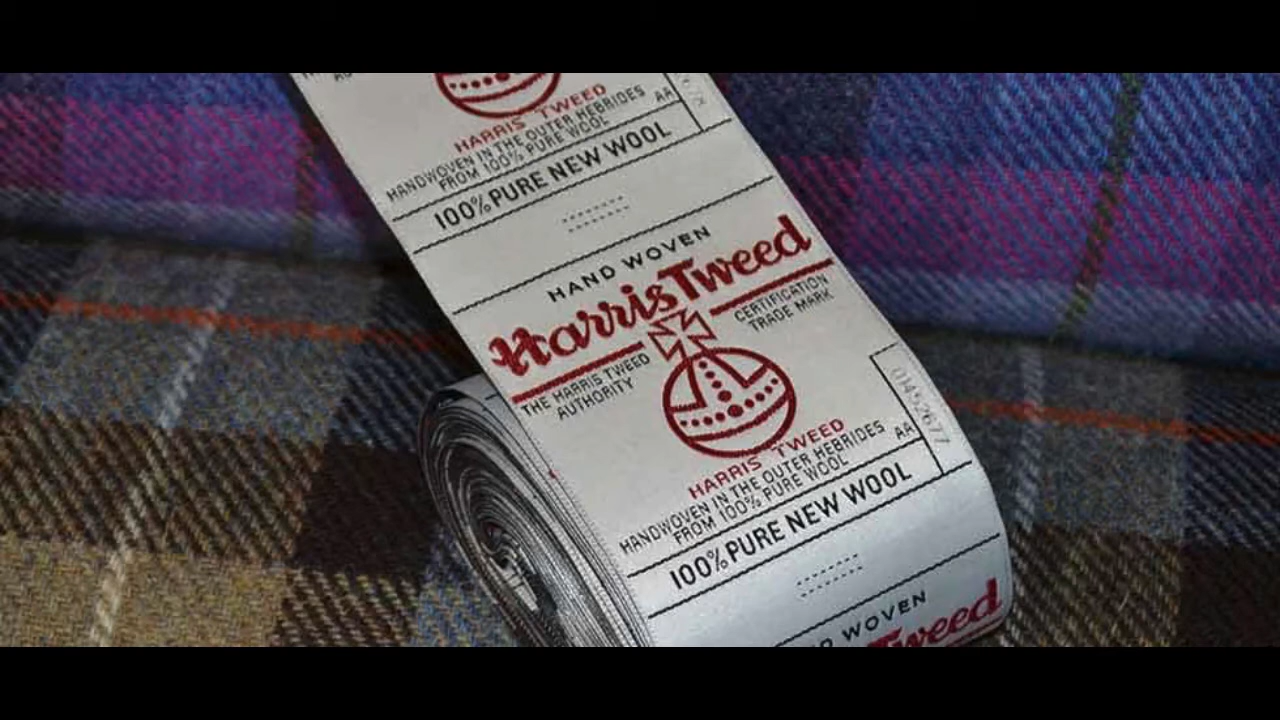 HARRIS TWEED
HANDWOVEN IN THE OUTER HEBRIDES
FROM 100% PURE WOOL
AA
100% PURE NEW WOOL
HAND WOVEN
Harris Tweed
CERTIFICATION
TRADE MARK
THE HARRIS TWEED
AUTHORITY
HARRIS TWEED
HANDWOVEN IN THE OUTER HEBRIDES
FROM 100% PURE WOOL
AA
01452677
100% PURE NEW WOOL
WOVEN
Tweed